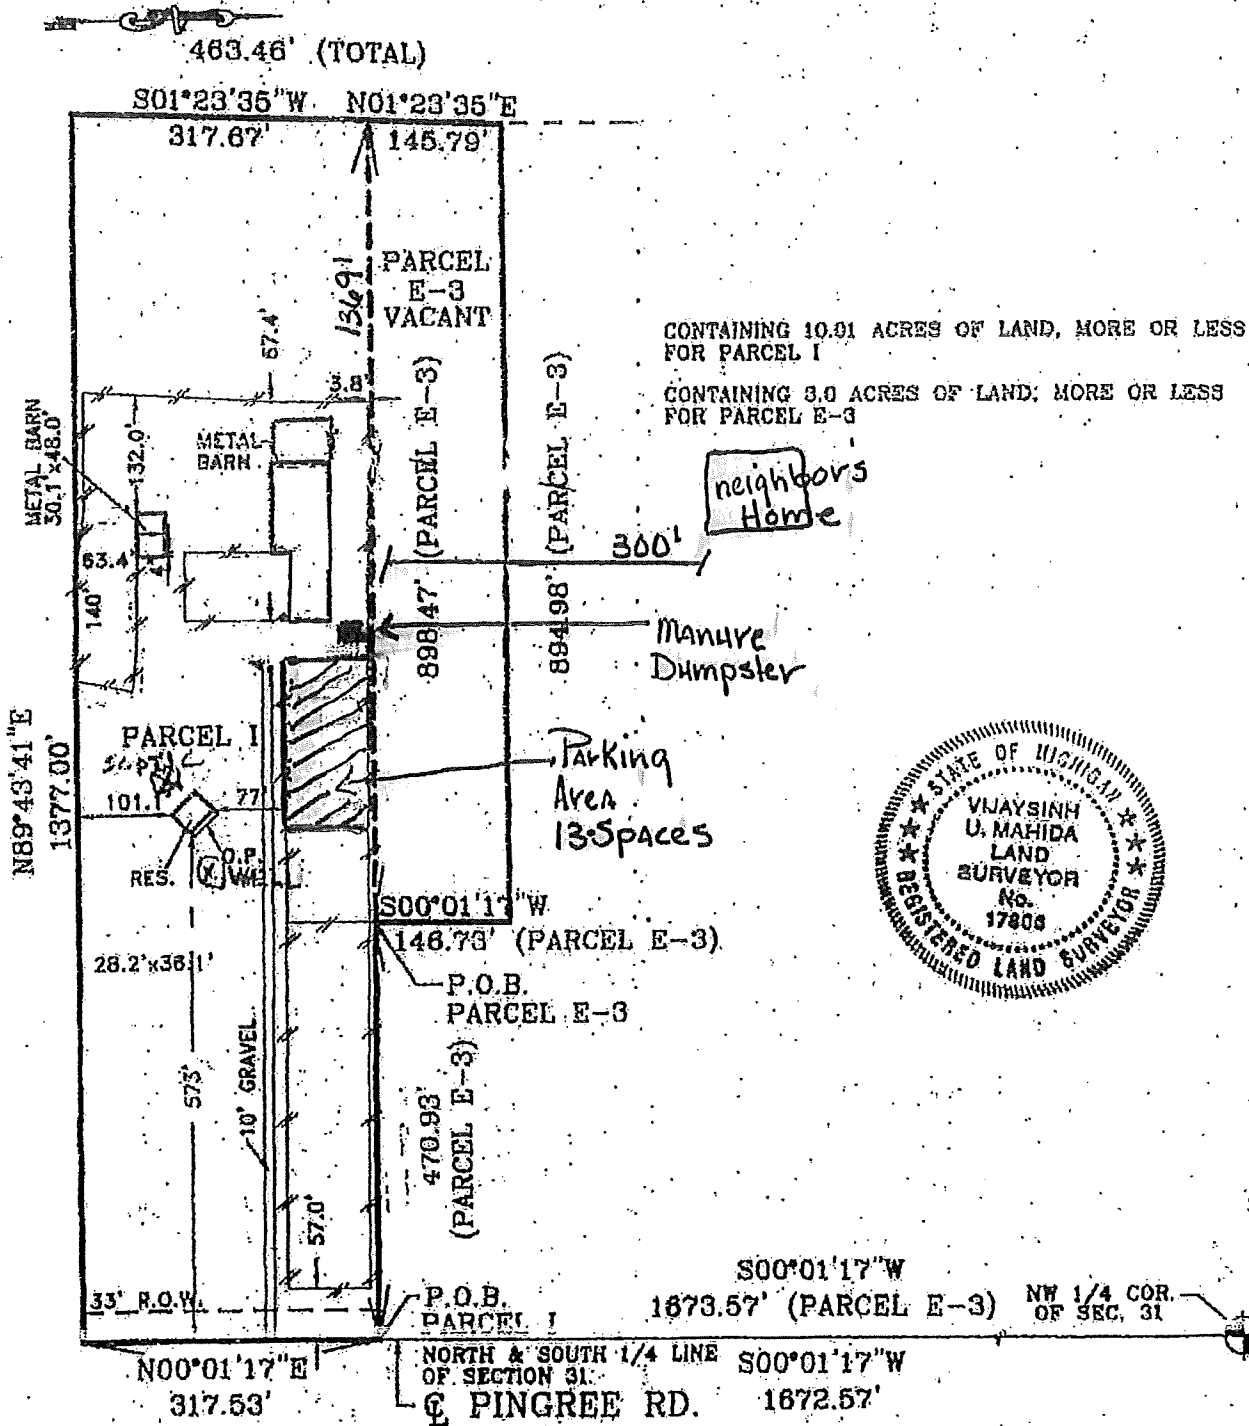 463.46' (TOTAL)
S01°23'35"W N01°23'35"E
317.67' 145.79'
PARCEL
E-3
VACANT
1369'
57.4'
3.8'
CONTAINING 10.01 ACRES OF LAND, MORE OR LESS
FOR PARCEL I
CONTAINING 3.0 ACRES OF LAND, MORE OR LESS
FOR PARCEL E-3
METAL BARN
30.1'x48.0'
132.0'
METAL
BARN
898.47' (PARCEL E-3)
894.98' (PARCEL E-3)
neighbors
Home
300'
63.4'
140'
Manure
Dumpster
N89°43'41"E
1377.00'
PARCEL I
101.1'
77'
Parking
Area
13 Spaces
RES.
O.P.
STATE OF MICHIGAN
VIJAYSINH
U. MAHIDA
LAND
SURVEYOR
No.
17806
REGISTERED LAND SURVEYOR
S00°01'17"W
146.73' (PARCEL E-3)
28.2'x36.1'
P.O.B.
PARCEL E-3
573'
10' GRAVEL
470.93'
(PARCEL E-3)
57.0'
33' R.O.W.
P.O.B.
PARCEL I
S00°01'17"W
1673.57' (PARCEL E-3)
NW 1/4 COR.
OF SEC. 31
N00°01'17"E
317.53'
NORTH & SOUTH 1/4 LINE
OF SECTION 31.
S00°01'17"W
1672.57'
℄ PINGREE RD.